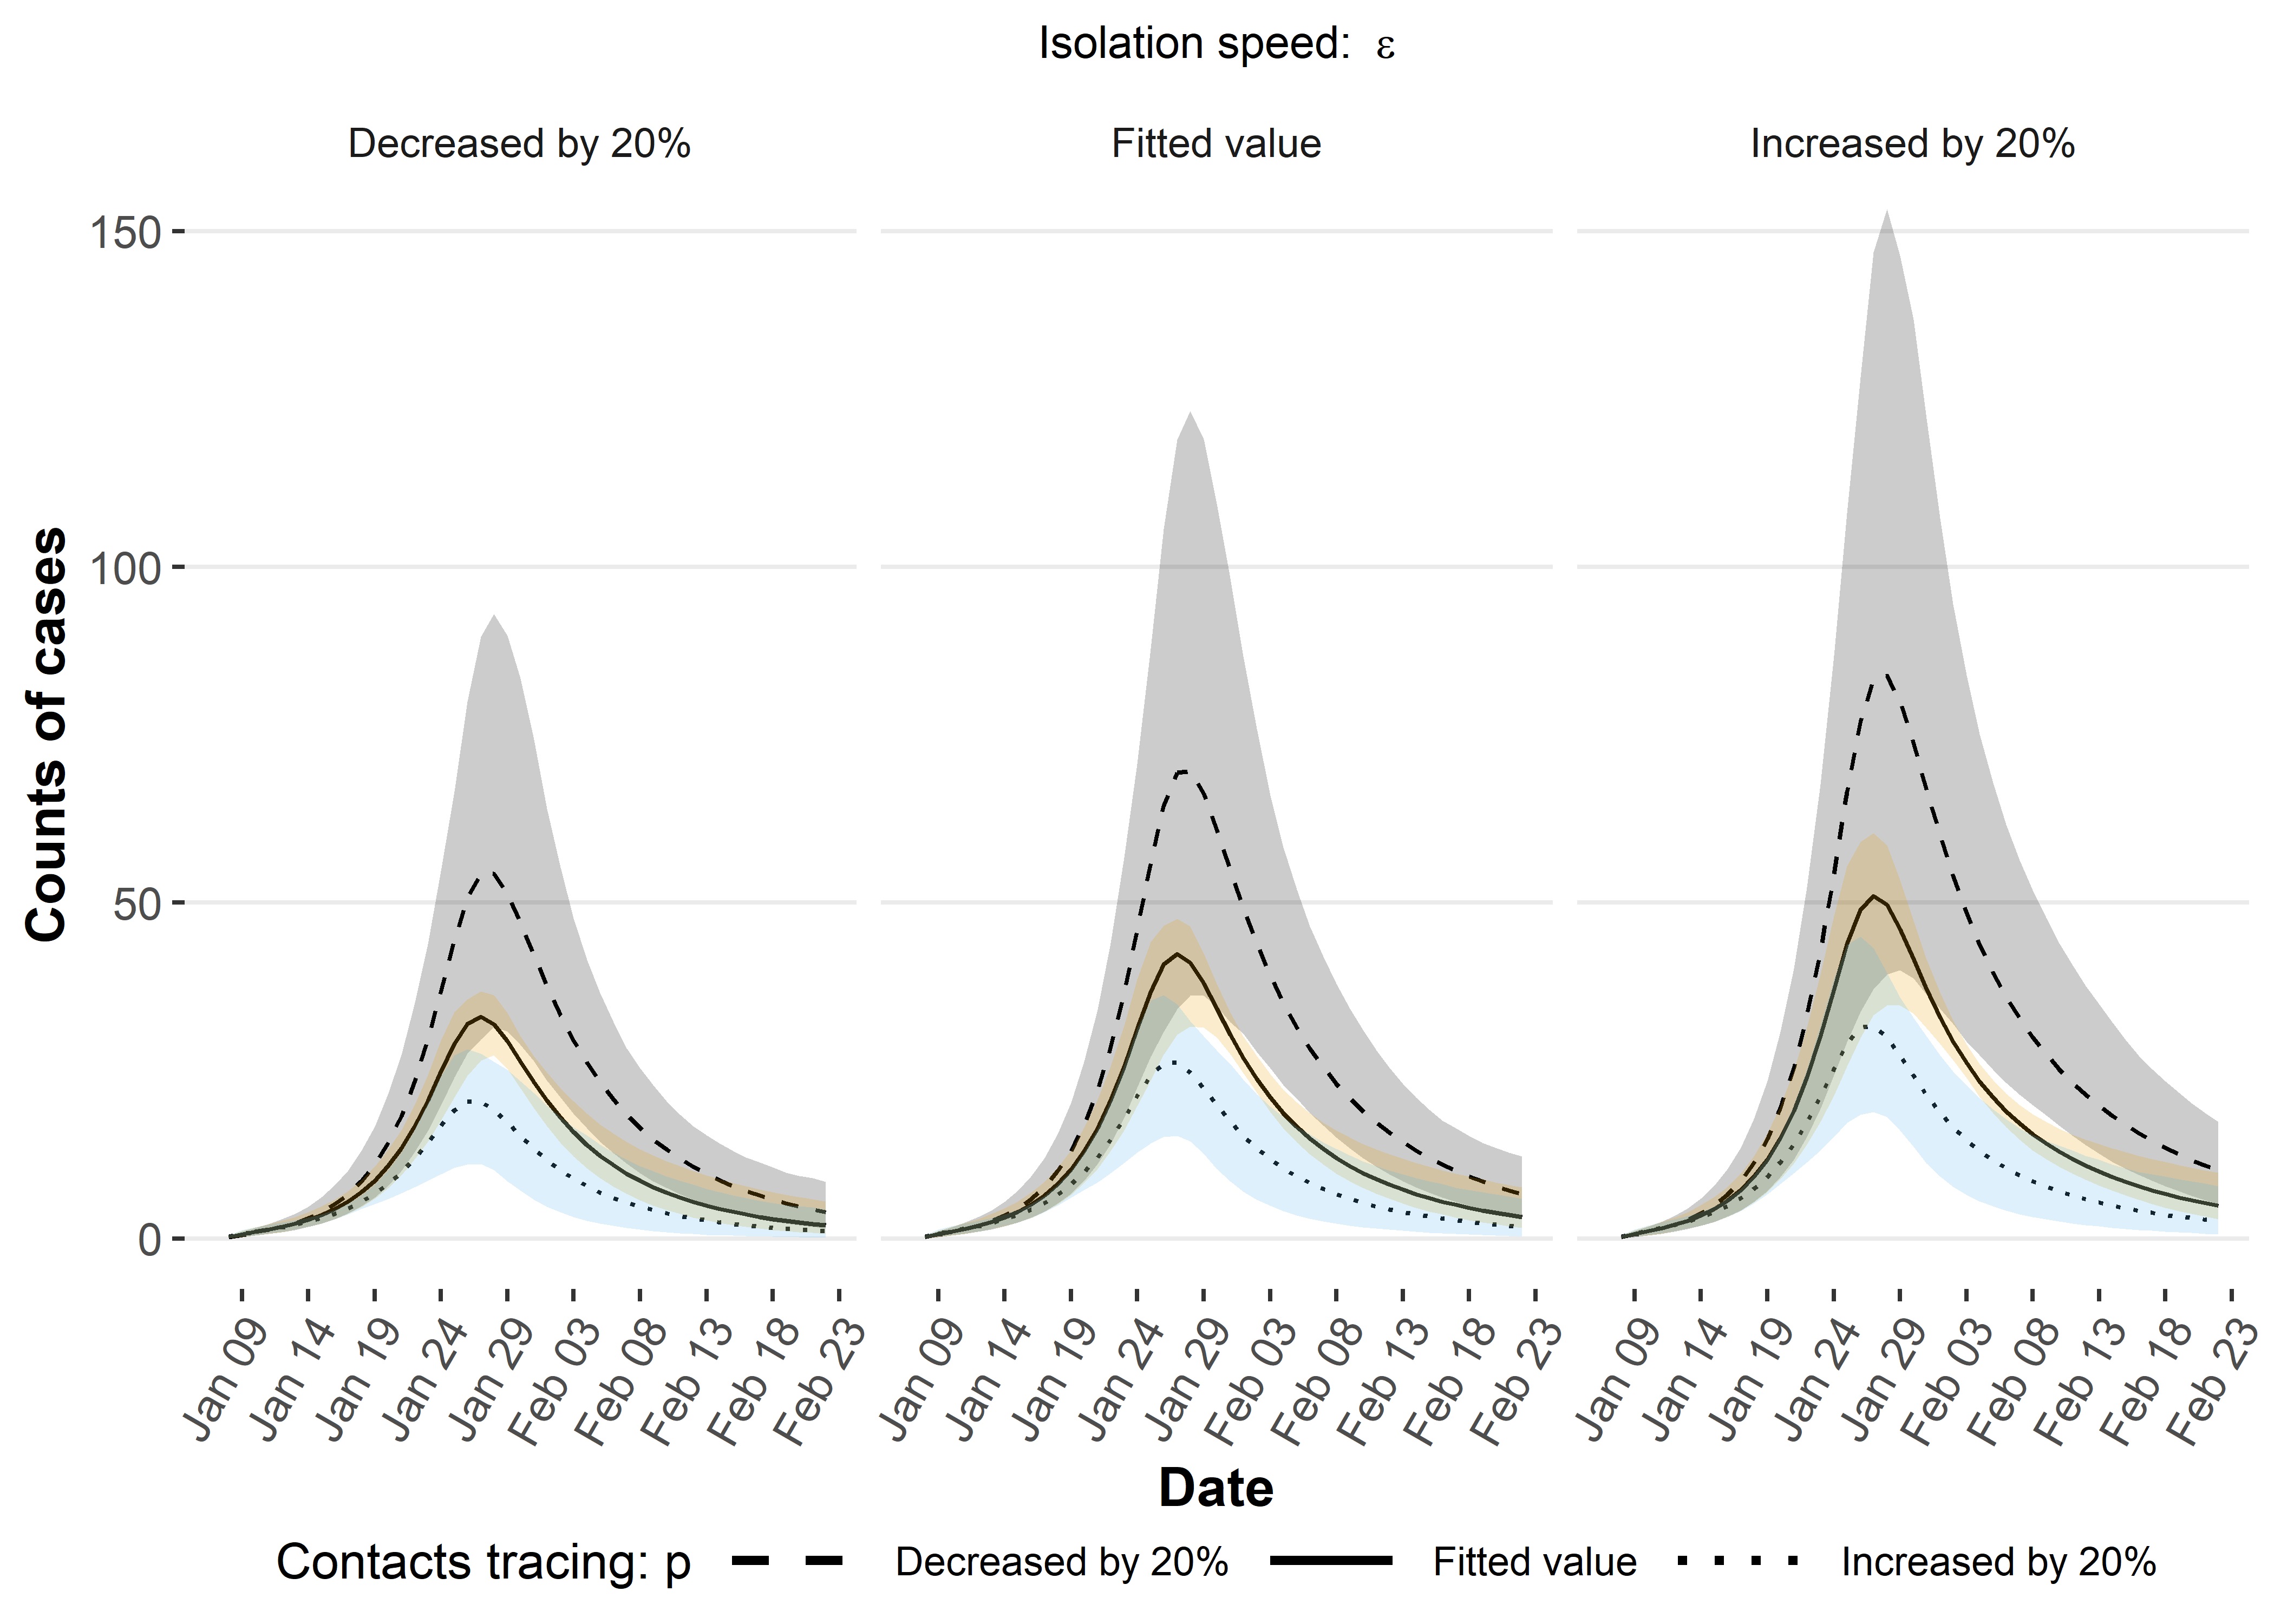 Isolation speed: ε
Decreased by 20% Fitted value Increased by 20%
Counts of cases
150
100
50
0
Jan 09 Jan 14 Jan 19 Jan 24 Jan 29 Feb 03 Feb 08 Feb 13 Feb 18 Feb 23
Jan 09 Jan 14 Jan 19 Jan 24 Jan 29 Feb 03 Feb 08 Feb 13 Feb 18 Feb 23
Jan 09 Jan 14 Jan 19 Jan 24 Jan 29 Feb 03 Feb 08 Feb 13 Feb 18 Feb 23
Date
Contacts tracing: p Decreased by 20% Fitted value Increased by 20%